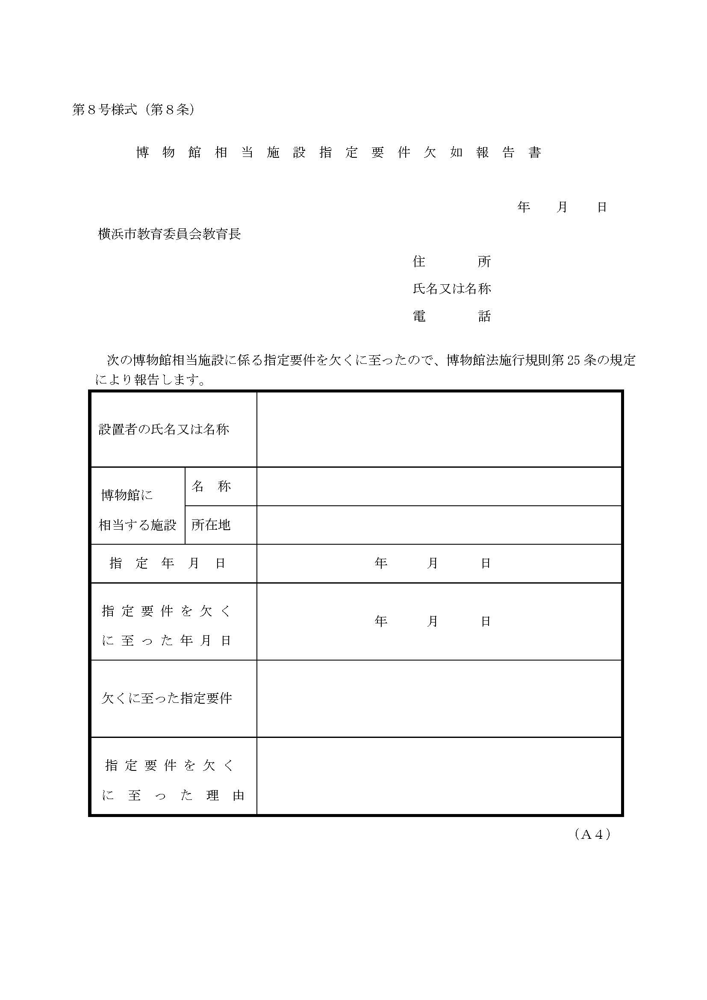 第８号様式（第８条）
博　物　館　相　当　施　設　指　定　要　件　欠　如　報　告　書
年　　月　　日
横浜市教育委員会教育長
住　　　　所
氏名又は名称
電　　　　話
次の博物館相当施設に係る指定要件を欠くに至ったので、博物館法施行規則第 25 条の規定
により報告します。
設置者の氏名又は名称
博物館に
相当する施設
名　称
所在地
指　定　年　月　日
年　　　月　　　日
指 定 要 件 を 欠 く
に 至 っ た 年 月 日
年　　　月　　　日
欠くに至った指定要件
指 定 要 件 を 欠 く
に　至　っ　た　理　由
（Ａ４）